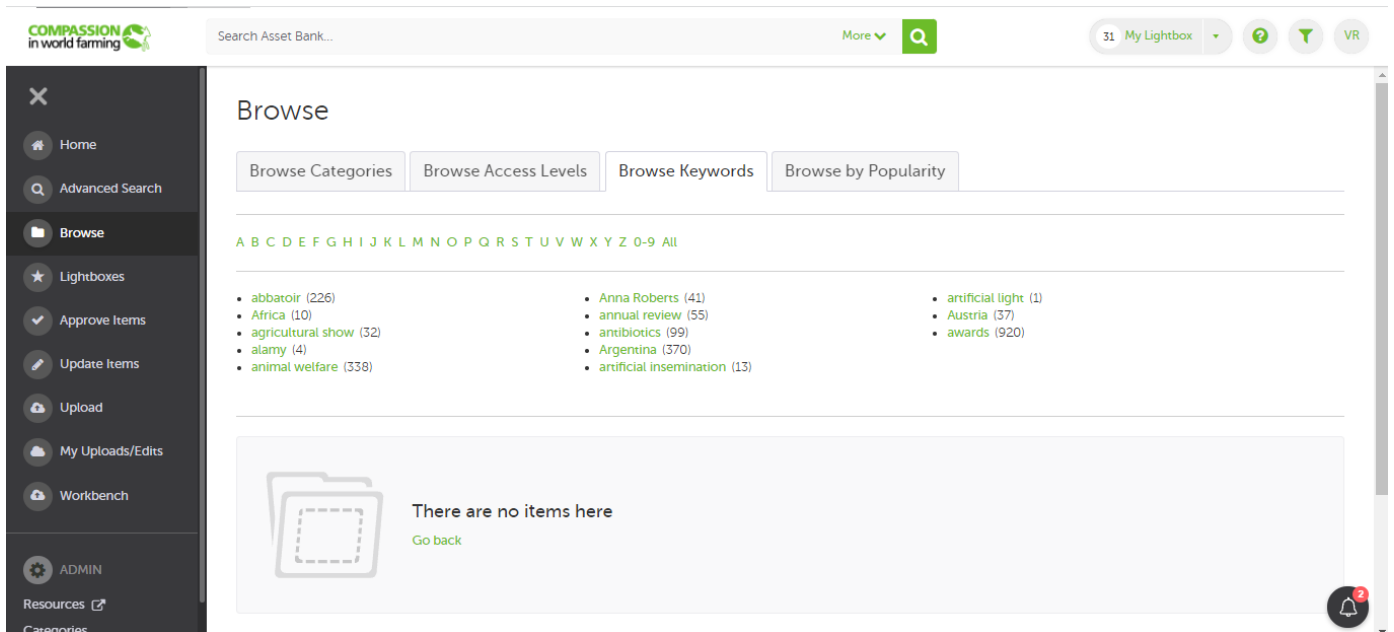 COMPASSION
in world farming
Search Asset Bank...
More
31 My Lightbox
VR
Home
Advanced Search
Browse
Lightboxes
Approve Items
Update Items
Upload
My Uploads/Edits
Workbench
ADMIN
Resources
Categories
Browse
Browse Categories Browse Access Levels Browse Keywords Browse by Popularity
A B C D E F G H I J K L M N O P Q R S T U V W X Y Z 0-9 All
abbatoir (226)
Africa (10)
agricultural show (32)
alamy (4)
animal welfare (338)
Anna Roberts (41)
annual review (55)
antibiotics (99)
Argentina (370)
artificial insemination (13)
artificial light (1)
Austria (37)
awards (920)
There are no items here
Go back
2